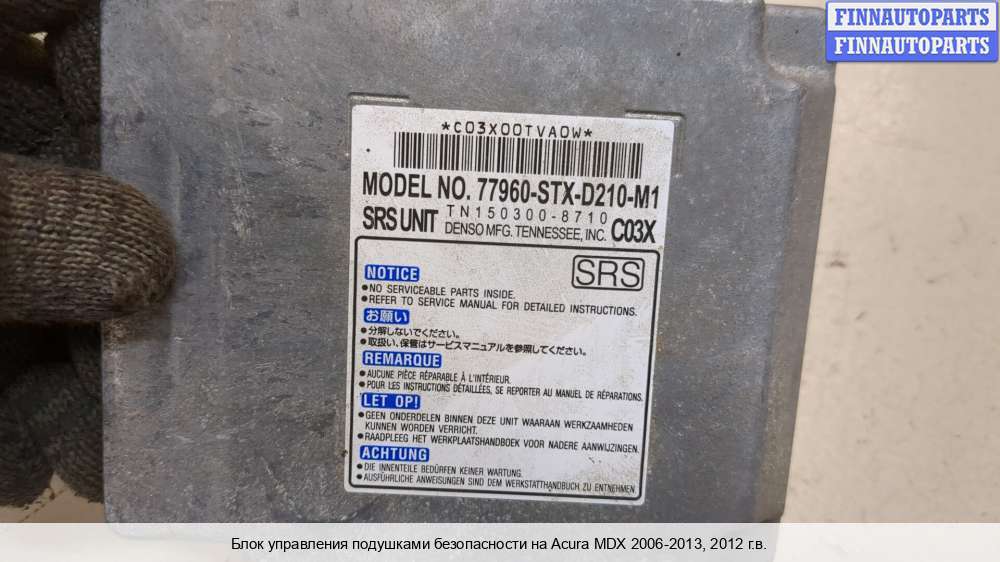 FINNAUTOPARTS
FINNAUTOPARTS
*C03X00TVA0W*
MODEL NO. 77960-STX-D210-M1
SRS UNIT TN150300-8710 DENSO MFG. TENNESSEE, INC. C03X
SRS
NOTICE
●NO SERVICEABLE PARTS INSIDE.
●REFER TO SERVICE MANUAL FOR DETAILED INSTRUCTIONS.
お願い
●分解しないでください。
●取扱い、保管はサービスマニュアルを参照してください。
REMARQUE
●AUCUNE PIÈCE RÉPARABLE À L'INTÉRIEUR.
●POUR LES INSTRUCTIONS DÉTAILLÉES, SE REPORTER AU MANUEL DE RÉPARATIONS.
LET OP!
●GEEN ONDERDELEN BINNEN DEZE UNIT WAARAAN WERKZAAMHEDEN
KUNNEN WORDEN VERRICHT.
●RAADPLEEG HET WERKPLAATSHANDBOEK VOOR NADERE AANWIJZINGEN.
ACHTUNG
●DIE INNENTEILE BEDÜRFEN KEINER WARTUNG.
●AUSFÜHRLICHE ANWEISUNGEN SIND DEM WERKSTATTHANDBUCH ZU ENTNEHMEN
Блок управления подушками безопасности на Acura MDX 2006-2013, 2012 г.в.